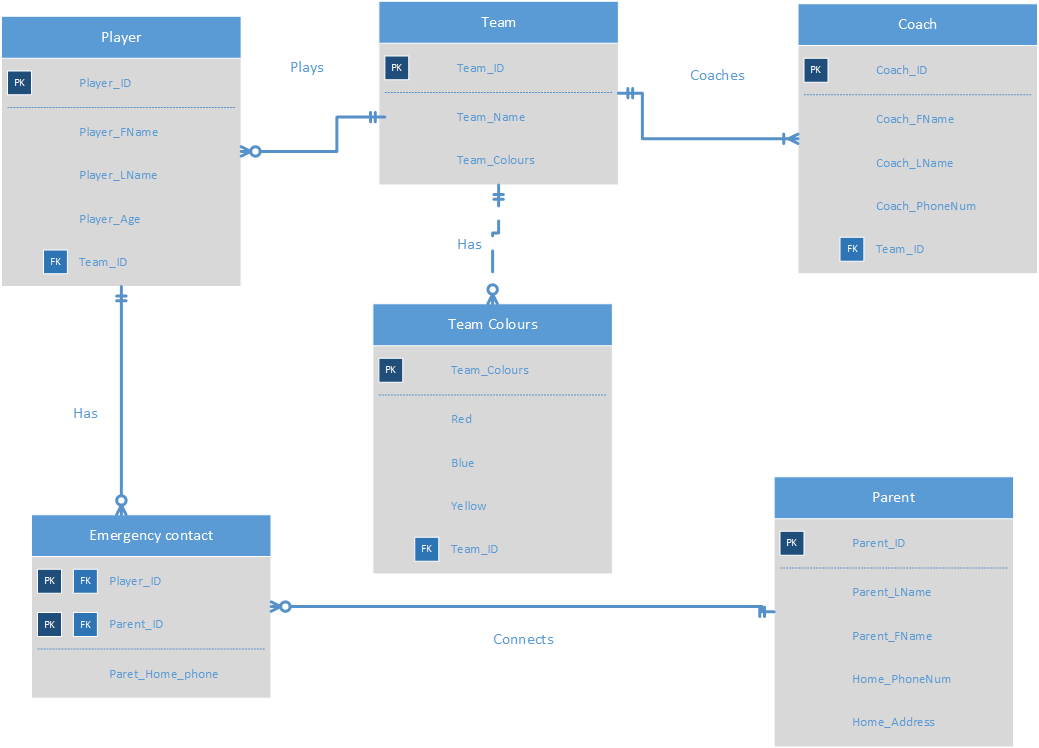 Player
PK Player_ID
Player_FName
Player_LName
Player_Age
FK Team_ID
Plays
Team
PK Team_ID
Team_Name
Team_Colours
Coaches
Coach
PK Coach_ID
Coach_FName
Coach_LName
Coach_PhoneNum
FK Team_ID
Has
Team Colours
PK Team_Colours
Red
Blue
Yellow
FK Team_ID
Has
Emergency contact
PK FK Player_ID
PK FK Parent_ID
Paret_Home_phone
Connects
Parent
PK Parent_ID
Parent_LName
Parent_FName
Home_PhoneNum
Home_Address